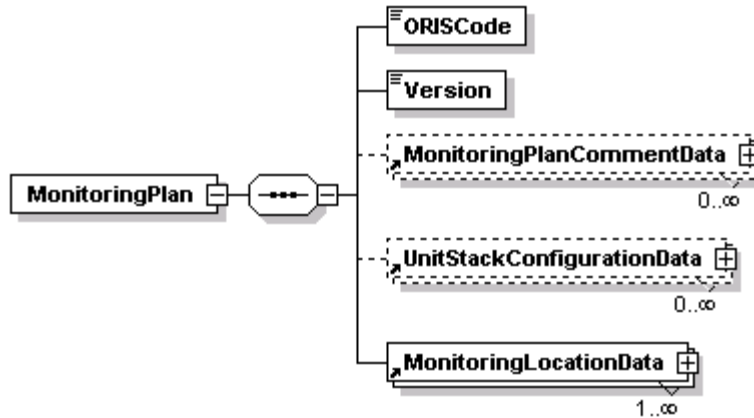 ORISCode
Version
MonitoringPlanCommentData
0..∞
MonitoringPlan
UnitStackConfigurationData
0..∞
MonitoringLocationData
1..∞